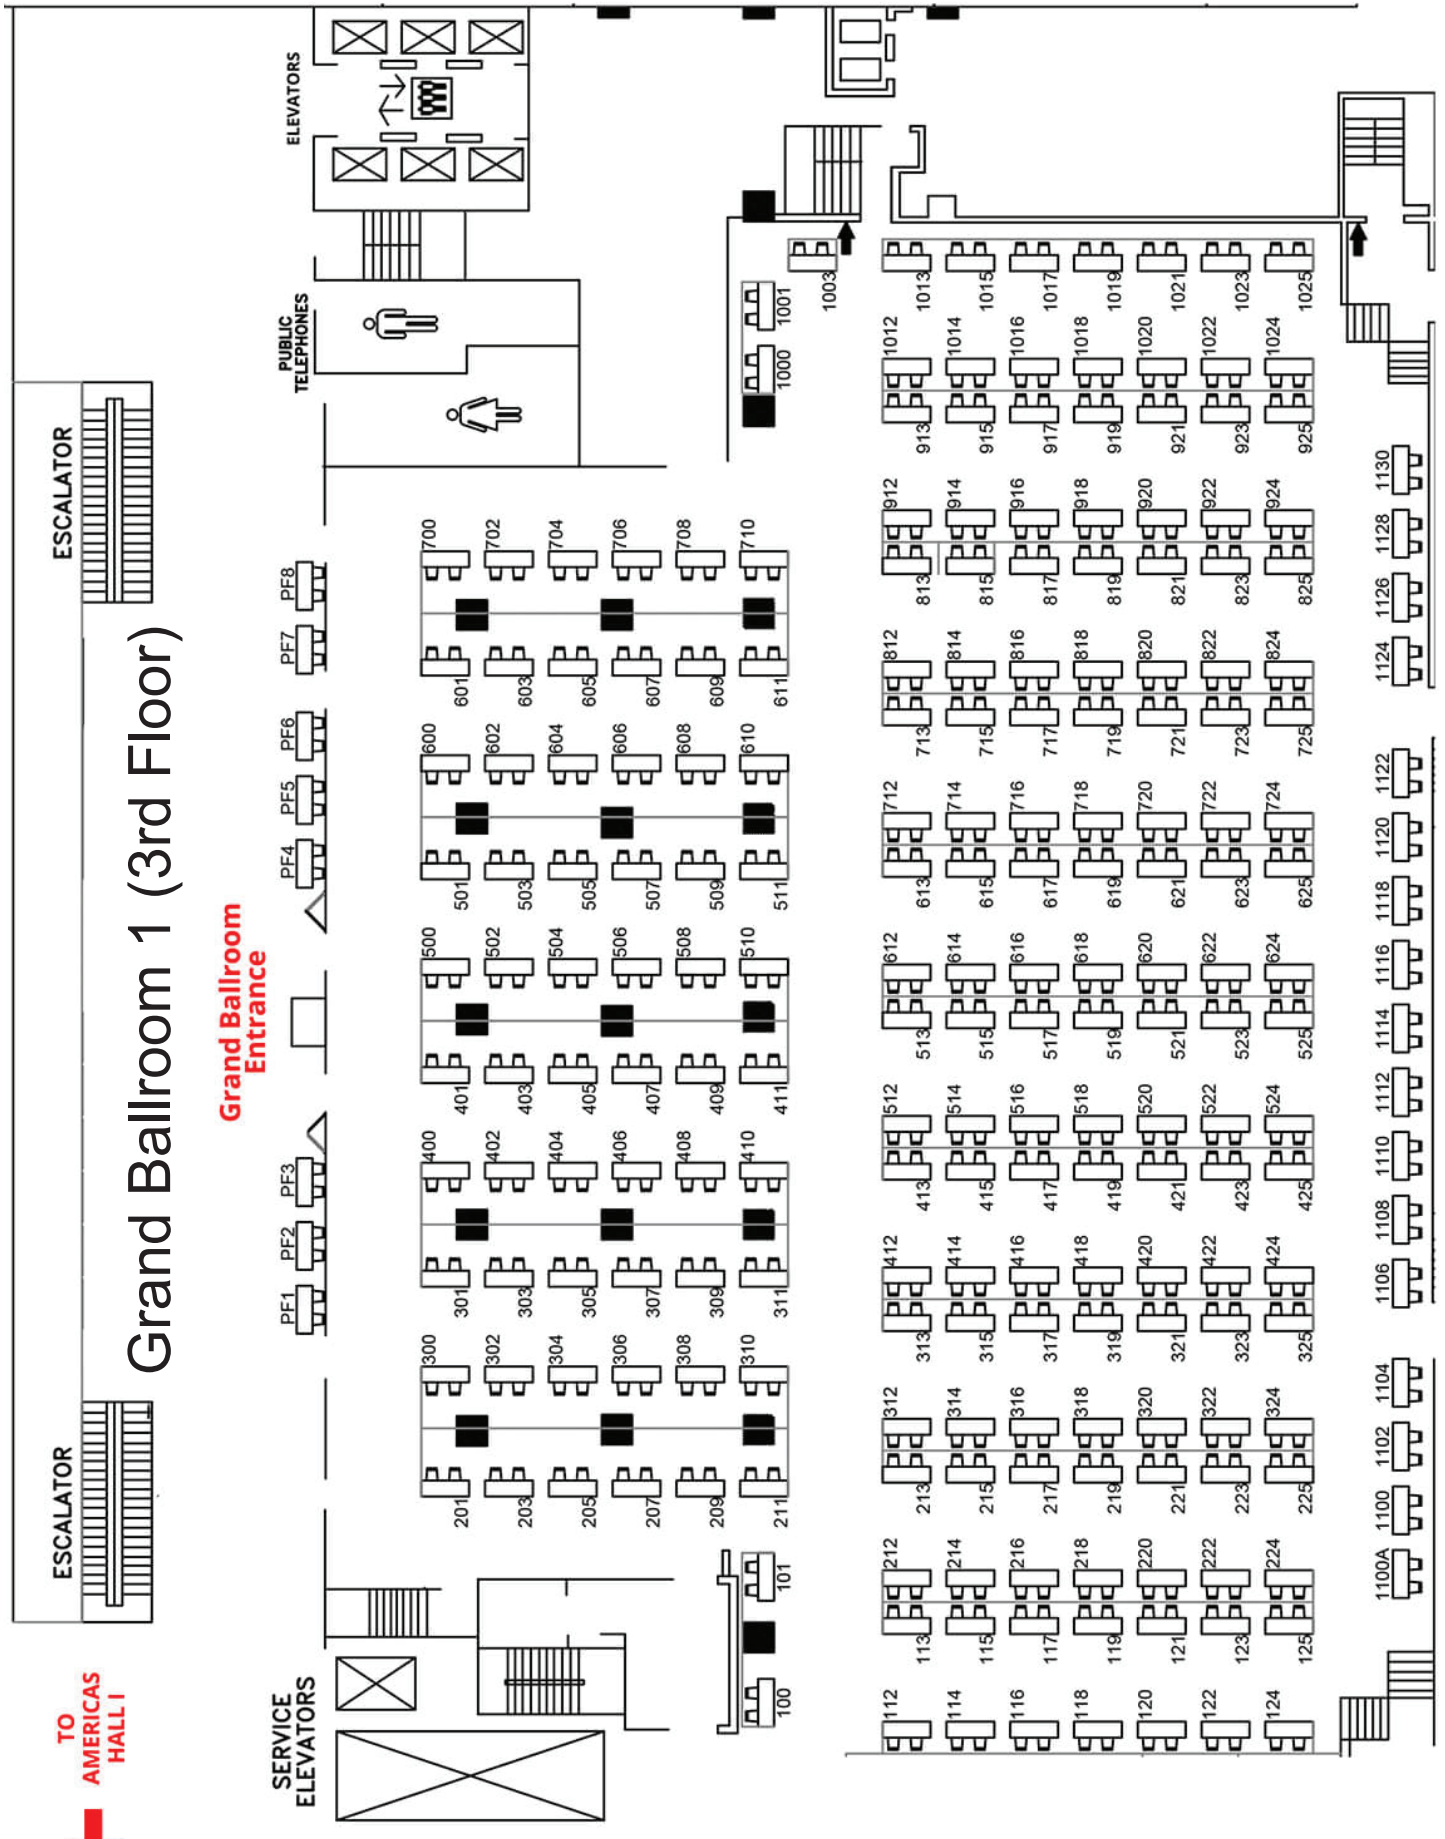 Grand Ballroom 1 (3rd Floor)
ESCALATOR
ESCALATOR
TO
AMERICAS
HALL I
Grand Ballroom
Entrance
SERVICE
ELEVATORS
PUBLIC
TELEPHONES
ELEVATORS
PF1 PF2 PF3 PF4 PF5 PF6 PF7 PF8
201 300 301 400 401 500 501 600 601 700
203 302 303 402 403 502 503 602 603 702
205 304 305 404 405 504 505 604 605 704
207 306 307 406 407 506 507 606 607 706
209 308 309 408 409 508 509 608 609 708
211 310 311 410 411 510 511 610 611 710
100 101 1000 1001
1003
112 113 212 213 312 313 412 413 512 513 612 613 712 713 812 813 912 913 1012 1013
114 115 214 215 314 315 414 415 514 515 614 615 714 715 814 815 914 915 1014 1015
116 117 216 217 316 317 416 417 516 517 616 617 716 717 816 817 916 917 1016 1017
118 119 218 219 318 319 418 419 518 519 618 619 718 719 818 819 918 919 1018 1019
120 121 220 221 320 321 420 421 520 521 620 621 720 721 820 821 920 921 1020 1021
122 123 222 223 322 323 422 423 522 523 622 623 722 723 822 823 922 923 1022 1023
124 125 224 225 324 325 424 425 524 525 624 625 724 725 824 825 924 925 1024 1025
1100A 1100 1102 1104 1106 1108 1110 1112 1114 1116 1118 1120 1122 1124 1126 1128 1130